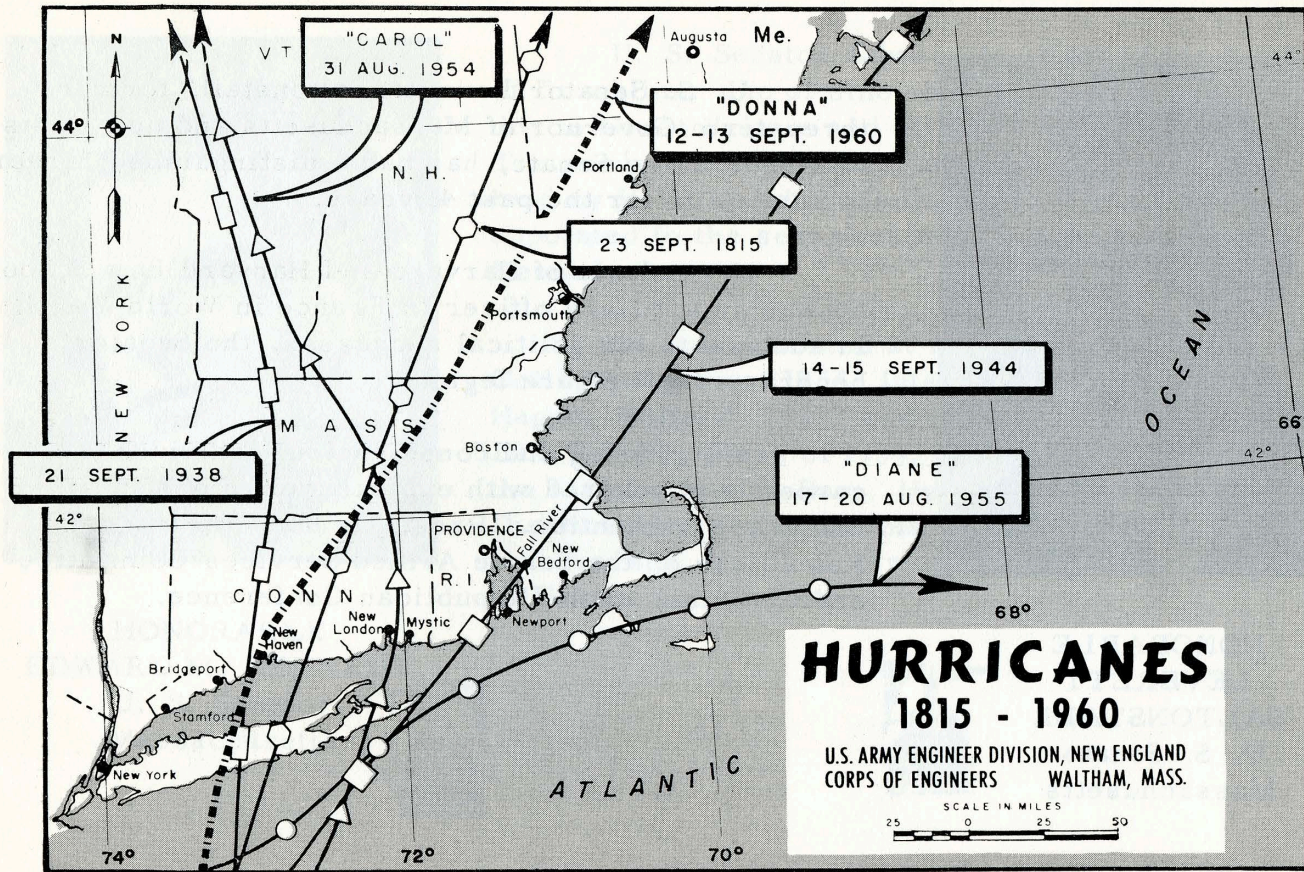 N
NEW YORK
VT
"CAROL"
31 AUG. 1954
Augusta
Me.
44°
44°
"DONNA"
12-13 SEPT. 1960
N.H.
Portland
23 SEPT. 1815
Portsmouth
14-15 SEPT. 1944
OCEAN
MASS
Boston
66
42°
21 SEPT. 1938
"DIANE"
17-20 AUG. 1955
42°
PROVIDENCE
Fall River
New
Bedford
R.I.
ONN
New
London
Mystic
Newport
New
Haven
68°
Bridgeport
Stamford
New York
ATLANTIC
74°
72°
70°
HURRICANES
1815 - 1960
U.S. ARMY ENGINEER DIVISION, NEW ENGLAND
CORPS OF ENGINEERS WALTHAM, MASS.
SCALE IN MILES
25 0 25 50